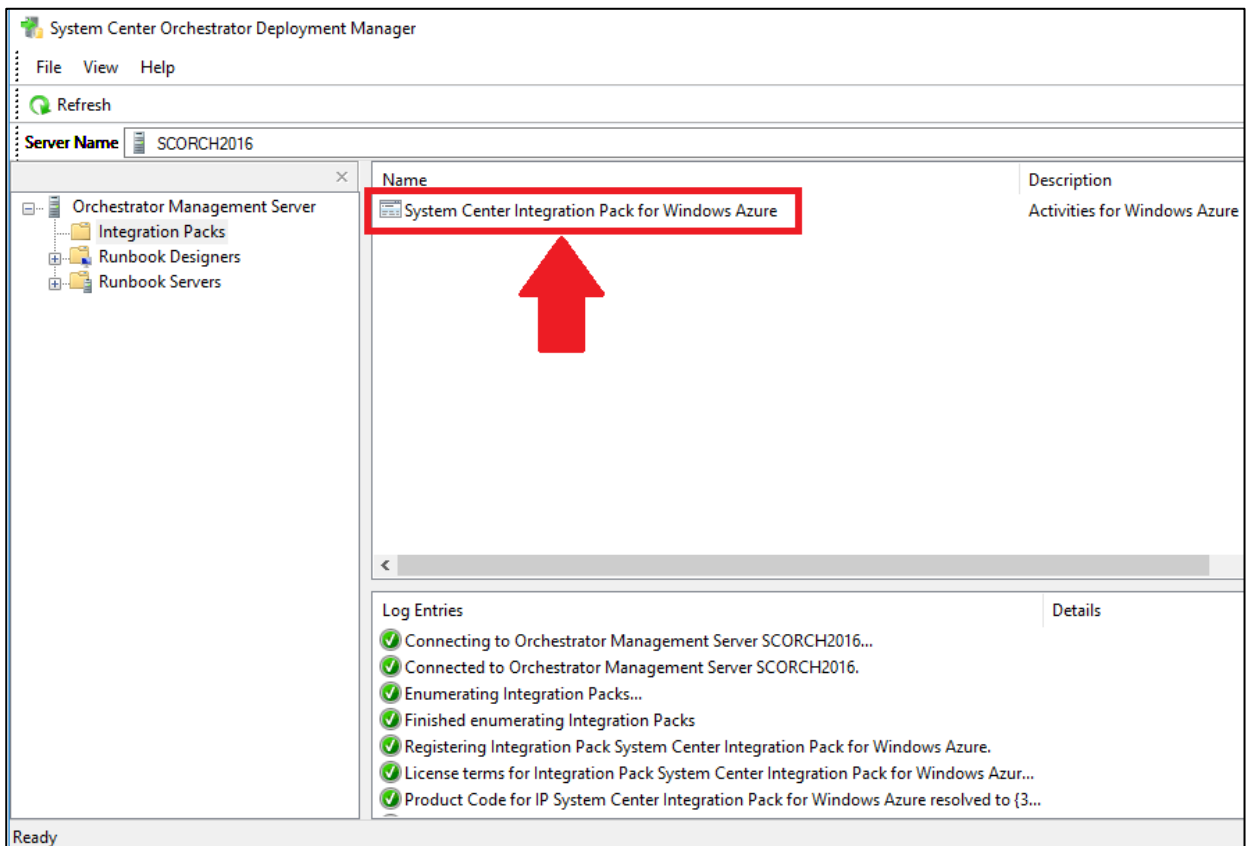 System Center Orchestrator Deployment Manager
File View Help
Refresh
Server Name SCORCH2016
Orchestrator Management Server
Integration Packs
Runbook Designers
Runbook Servers
Name Description
System Center Integration Pack for Windows Azure Activities for Windows Azure
Log Entries Details
Connecting to Orchestrator Management Server SCORCH2016...
Connected to Orchestrator Management Server SCORCH2016.
Enumerating Integration Packs...
Finished enumerating Integration Packs
Registering Integration Pack System Center Integration Pack for Windows Azure.
License terms for Integration Pack System Center Integration Pack for Windows Azur...
Product Code for IP System Center Integration Pack for Windows Azure resolved to {3...
Ready